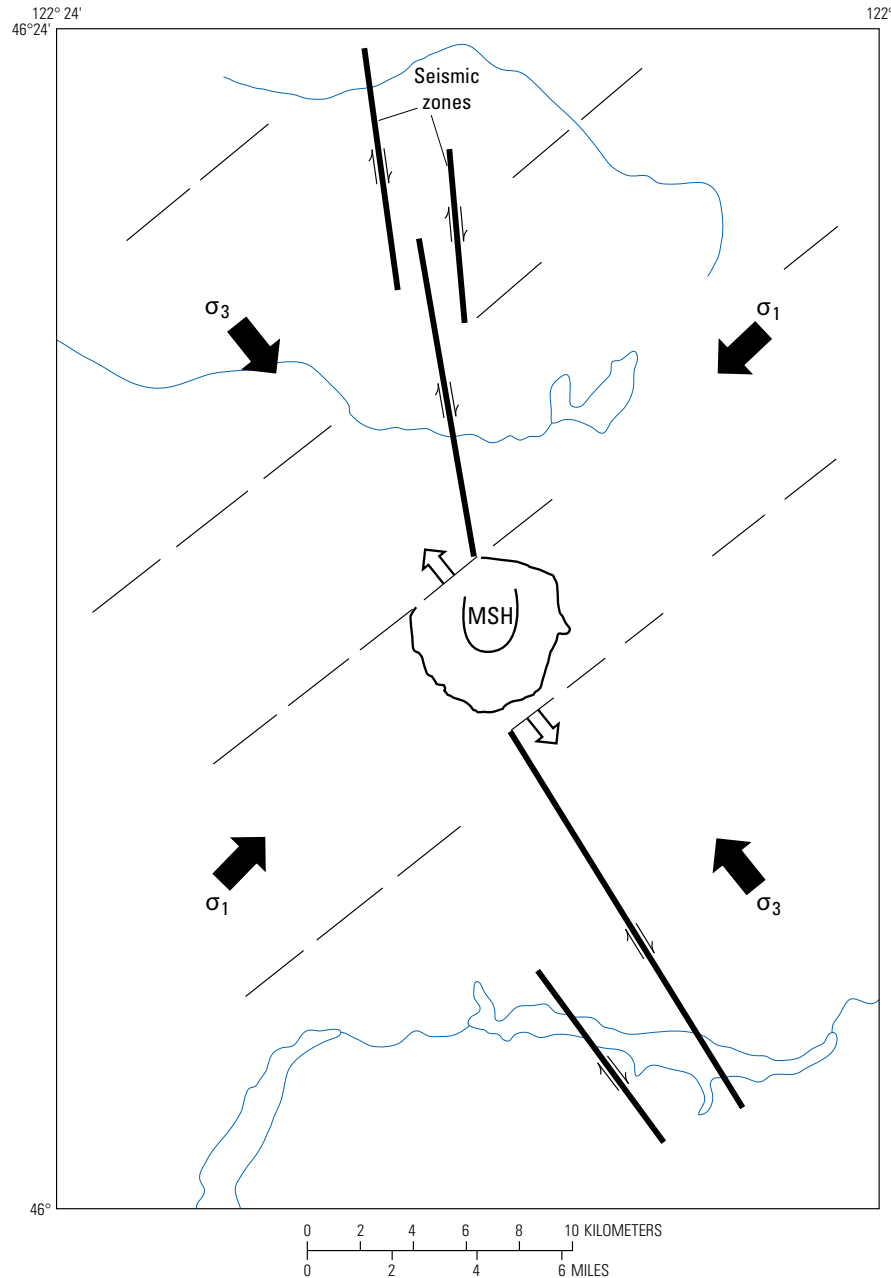 122° 24'
122°
46°24'
Seismic
zones
σ3
σ1
MSH
σ1
σ3
46°
0 2 4 6 8 10 KILOMETERS
0 2 4 6 MILES